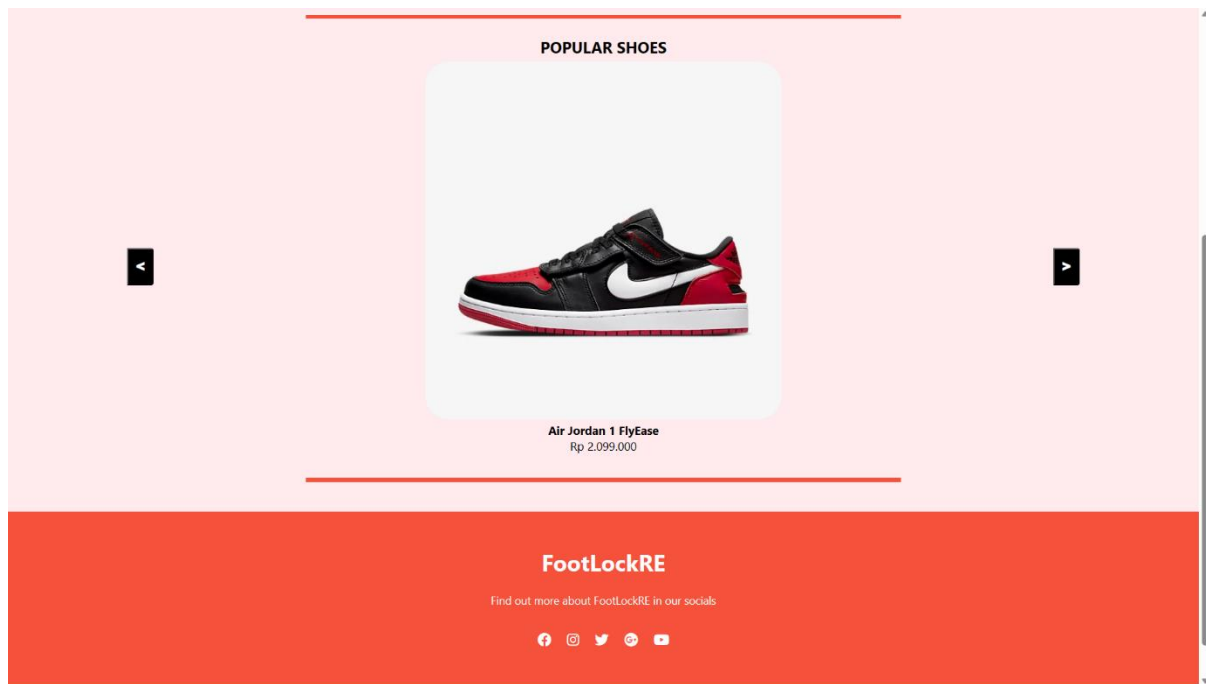 POPULAR SHOES
<
>
Air Jordan 1 FlyEase
Rp 2.099.000
FootLockRE
Find out more about FootLockRE in our socials